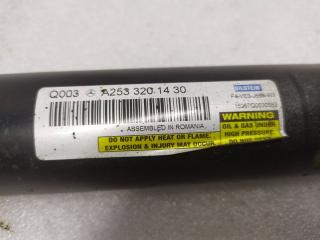 Q003 A253 320 14 30
BILSTEIN
ASSEMBLED IN ROMANIA
WARNING
OIL & GAS UNDER
HIGH PRESSURE.
DO NOT APPLY HEAT OR FLAME.
EXPLOSION & INJURY MAY OCCUR